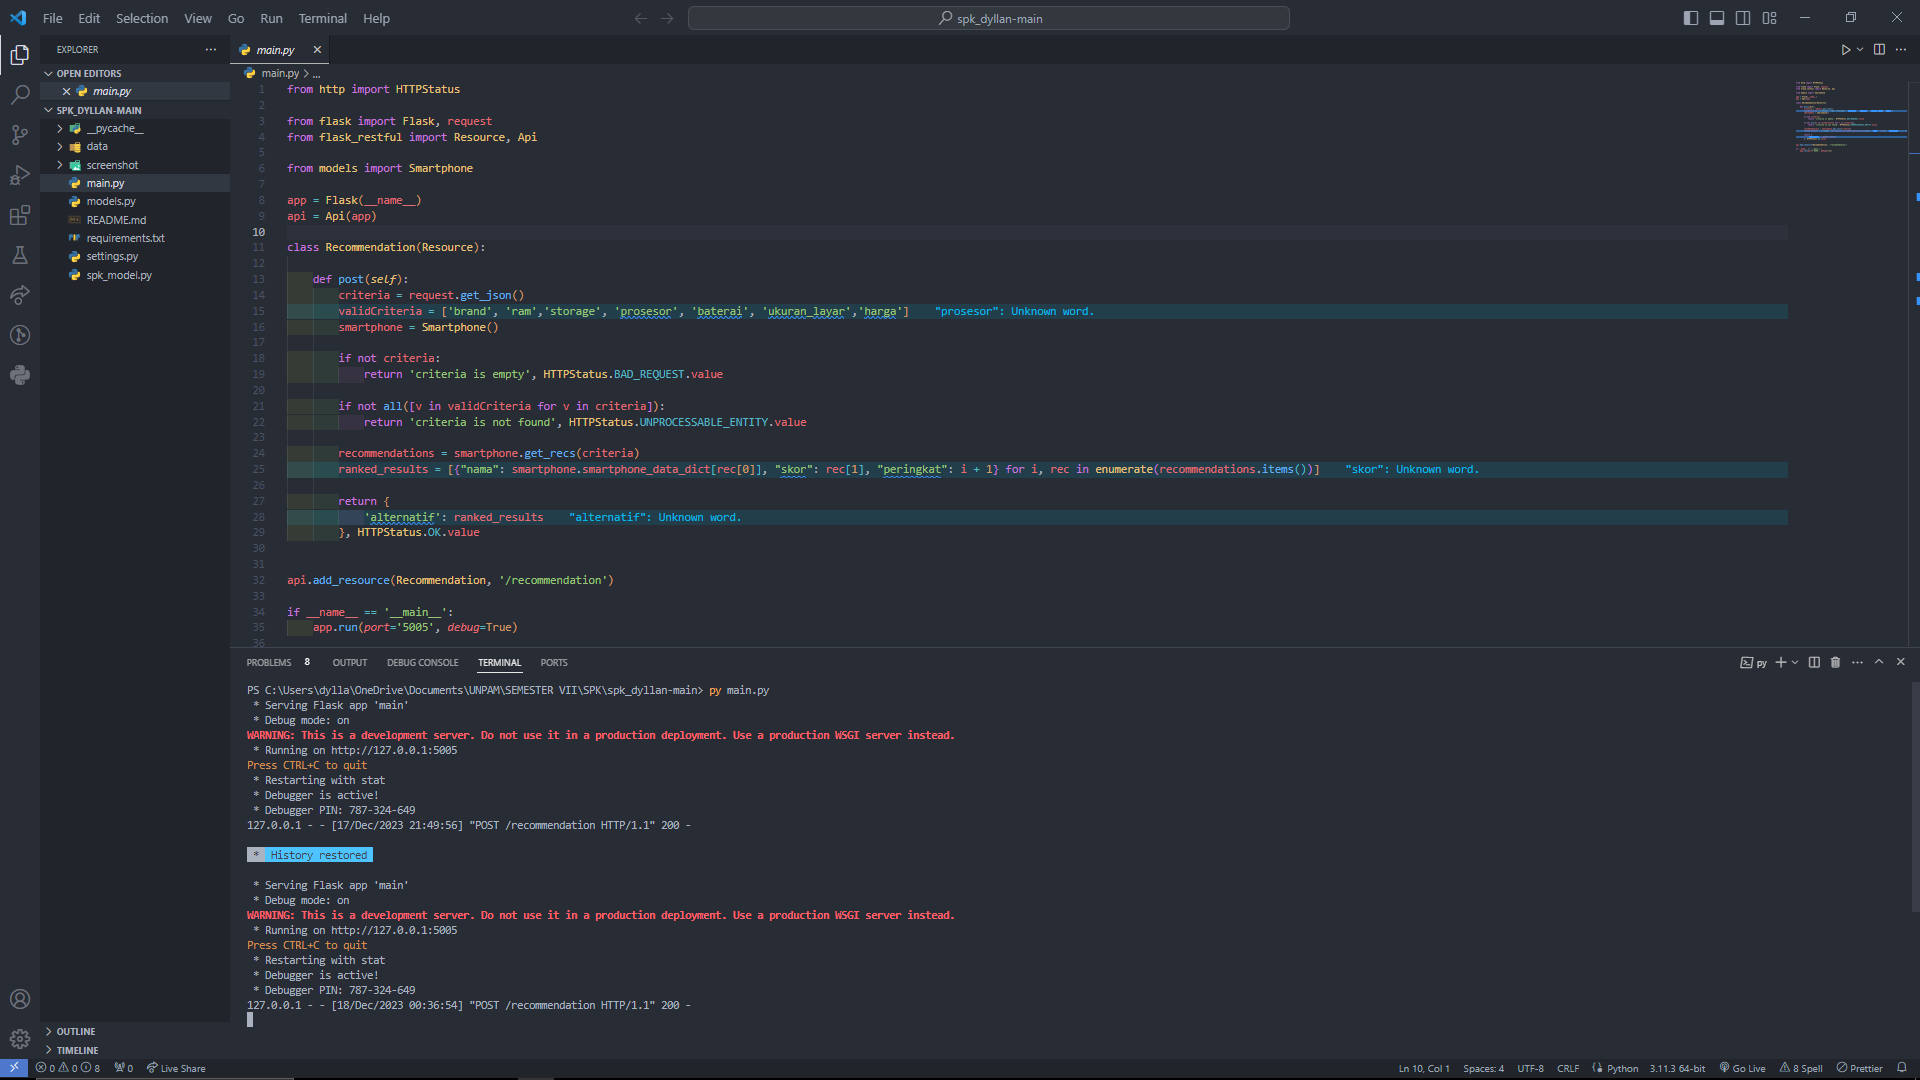 File Edit Selection View Go Run Terminal Help
spk_dyllan-main
EXPLORER
OPEN EDITORS
main.py
SPK_DYLLAN-MAIN
__pycache__
data
screenshot
main.py
models.py
README.md
requirements.txt
settings.py
spk_model.py
OUTLINE
TIMELINE
main.py
main.py > ...
1 from http import HTTPStatus
2
3 from flask import Flask, request
4 from flask_restful import Resource, Api
5
6 from models import Smartphone
7
8 app = Flask(__name__)
9 api = Api(app)
10
11 class Recommendation(Resource):
12
13 def post(self):
14 criteria = request.get_json()
15 validCriteria = ['brand', 'ram','storage', 'prosesor', 'baterai', 'ukuran_layar','harga'] "prosesor": Unknown word.
16 smartphone = Smartphone()
17
18 if not criteria:
19 return 'criteria is empty', HTTPStatus.BAD_REQUEST.value
20
21 if not all([v in validCriteria for v in criteria]):
22 return 'criteria is not found', HTTPStatus.UNPROCESSABLE_ENTITY.value
23
24 recommendations = smartphone.get_recs(criteria)
25 ranked_results = [{"nama": smartphone.smartphone_data_dict[rec[0]], "skor": rec[1], "peringkat": i + 1} for i, rec in enumerate(recommendations.items())] "skor": Unknown word.
26
27 return {
28 'alternatif': ranked_results "alternatif": Unknown word.
29 }, HTTPStatus.OK.value
30
31
32 api.add_resource(Recommendation, '/recommendation')
33
34 if __name__ == '__main__':
35 app.run(port='5005', debug=True)
36
PROBLEMS 8 OUTPUT DEBUG CONSOLE TERMINAL PORTS
py
PS C:\Users\dylla\OneDrive\Documents\UNPAM\SEMESTER VII\SPK\spk_dyllan-main> py main.py
* Serving Flask app 'main'
* Debug mode: on
WARNING: This is a development server. Do not use it in a production deployment. Use a production WSGI server instead.
* Running on http://127.0.0.1:5005
Press CTRL+C to quit
* Restarting with stat
* Debugger is active!
* Debugger PIN: 787-324-649
127.0.0.1 - - [17/Dec/2023 21:49:56] "POST /recommendation HTTP/1.1" 200 -
* History restored
* Serving Flask app 'main'
* Debug mode: on
WARNING: This is a development server. Do not use it in a production deployment. Use a production WSGI server instead.
* Running on http://127.0.0.1:5005
Press CTRL+C to quit
* Restarting with stat
* Debugger is active!
* Debugger PIN: 787-324-649
127.0.0.1 - - [18/Dec/2023 00:36:54] "POST /recommendation HTTP/1.1" 200 -
0 0 8 0 Live Share
Ln 10, Col 1 Spaces: 4 UTF-8 CRLF Python 3.11.3 64-bit Go Live 8 Spell Prettier